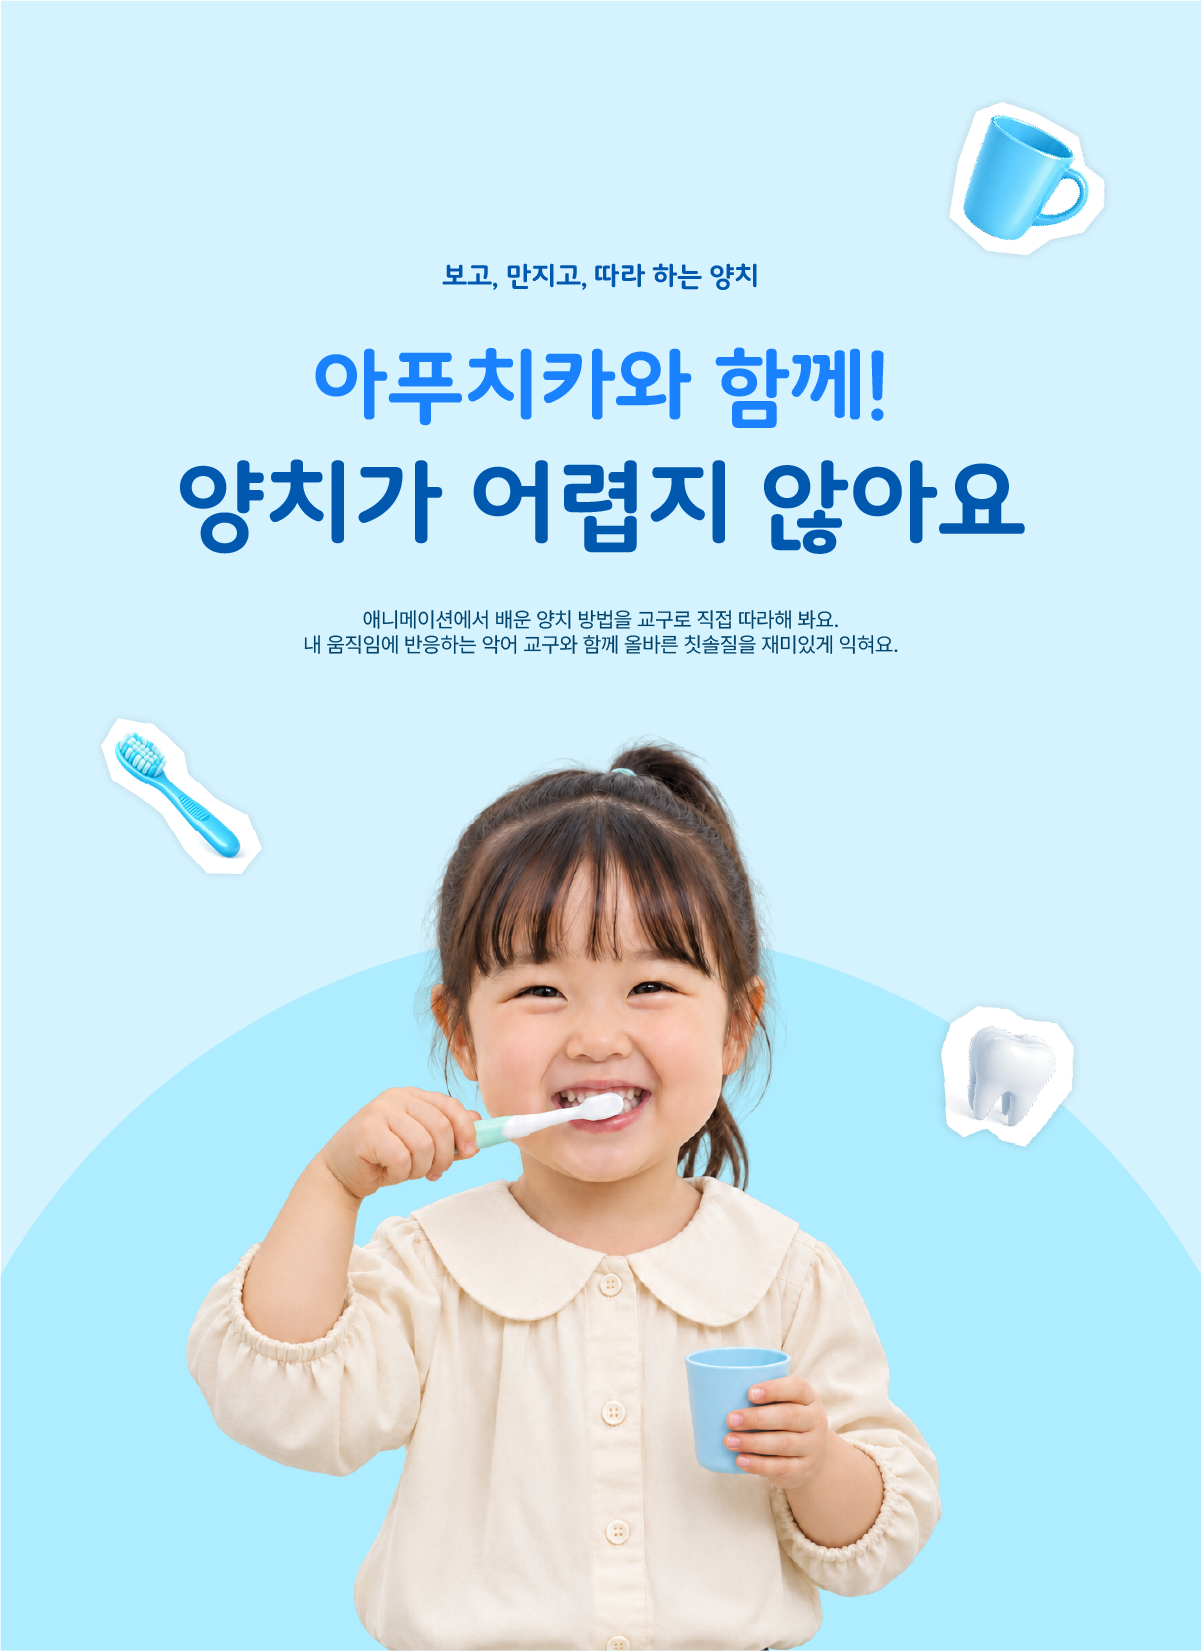 보고, 만지고, 따라 하는 양치
아푸치카와 함께!
양치가 어렵지 않아요
애니메이션에서 배운 양치 방법을 교구로 직접 따라해 봐요.
내 움직임에 반응하는 악어 교구와 함께 올바른 칫솔질을 재미있게 익혀요.